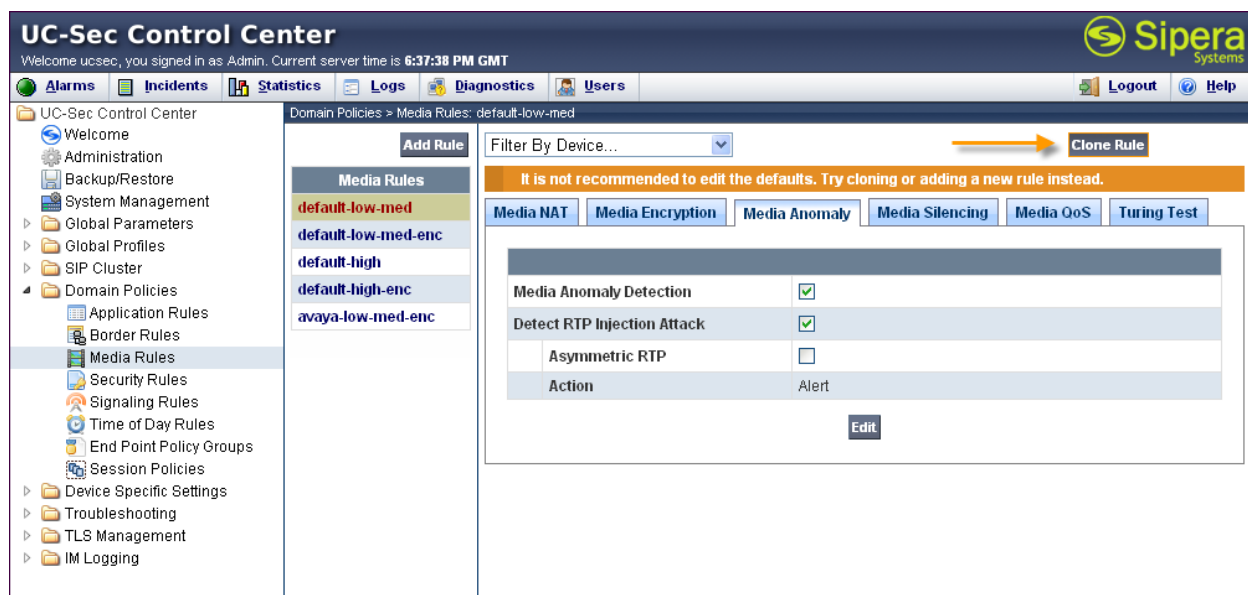 UC-Sec Control Center
Welcome ucsec, you signed in as Admin. Current server time is 6:37:38 PM GMT
Sipera
Systems
Alarms
Incidents
Statistics
Logs
Diagnostics
Users
Logout
Help
UC-Sec Control Center
Welcome
Administration
Backup/Restore
System Management
Global Parameters
Global Profiles
SIP Cluster
Domain Policies
Application Rules
Border Rules
Media Rules
Security Rules
Signaling Rules
Time of Day Rules
End Point Policy Groups
Session Policies
Device Specific Settings
Troubleshooting
TLS Management
IM Logging
Domain Policies > Media Rules: default-low-med
Add Rule
Media Rules
default-low-med
default-low-med-enc
default-high
default-high-enc
avaya-low-med-enc
Filter By Device...
Clone Rule
It is not recommended to edit the defaults. Try cloning or adding a new rule instead.
Media NAT
Media Encryption
Media Anomaly
Media Silencing
Media QoS
Turing Test
Media Anomaly Detection
Detect RTP Injection Attack
Asymmetric RTP
Action Alert
Edit